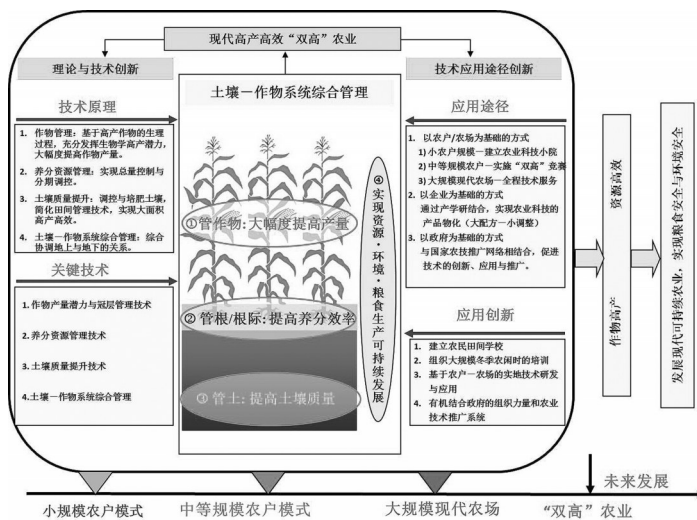 现代高产高效“双高”农业
理论与技术创新
技术原理
1. 作物管理：基于高产作物的生理
过程，充分发挥生物学高产潜力，
大幅度提高作物产量。
2. 养分资源管理：实现总量控制与
分期调控。
3. 土壤质量提升：调控与培肥土壤，
简化田间管理技术，实现大面积
高产高效。
4. 土壤－作物系统综合管理：综合
协调地上与地下的关系。
关键技术
1.作物产量潜力与冠层管理技术
2.养分资源管理技术
3.土壤质量提升技术
4.土壤－作物系统综合管理
土壤－作物系统综合管理
①管作物：大幅度提高产量
②管根/根际：提高养分效率
③管土：提高土壤质量
④实现资源·环境·粮食生产可持续发展
技术应用途径创新
应用途径
1. 以农户/农场为基础的方式
1)小农户规模－建立农业科技小院
2)中等规模农户－实施“双高”竞赛
3)大规模现代农场－全程技术服务
2. 以企业为基础的方式
通过产学研结合，实现农业科技的
产品物化（大配方－小调整）
3. 以政府为基础的方式
与国家农技推广网络相结合，促进
技术的创新、应用与推广。
应用创新
1. 建立农民田间学校
2. 组织大规模冬季农闲时的培训
3. 基于农户－农场的实地技术研发
与应用
4. 有机结合政府的组织力量和农业
技术推广系统
作物高产 资源高效
发展现代可持续农业，实现粮食安全与环境安全
小规模农户模式
中等规模农户模式
大规模现代农场
“双高”农业
未来发展